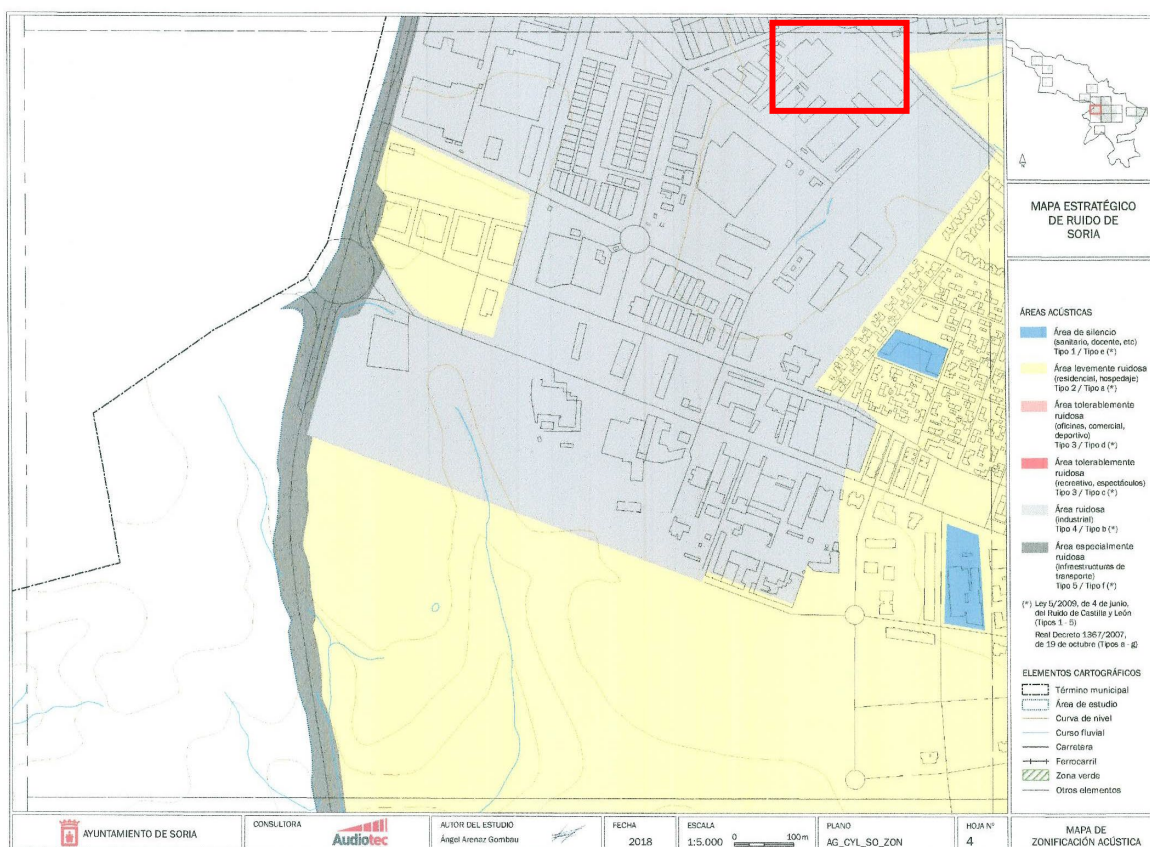 N
MAPA ESTRATÉGICO
DE RUIDO DE
SORIA
ÁREAS ACÚSTICAS
Área de silencio
(sanitario, docente, etc)
Tipo 1 / Tipo e (*)
Área levemente ruidosa
(residencial, hospedaje)
Tipo 2 / Tipo a (*)
Área tolerablemente
ruidosa
(oficinas, comercial,
deportivo)
Tipo 3 / Tipo d (*)
Área tolerablemente
ruidosa
(recreativo, espectáculos)
Tipo 3 / Tipo c (*)
Área ruidosa
(industrial)
Tipo 4 / Tipo b (*)
Área especialmente
ruidosa
(infraestructuras de
transporte)
Tipo 5 / Tipo f (*)
(*) Ley 5/2009, de 4 de junio,
del Ruido de Castilla y León
(Tipos 1 - 5)
Real Decreto 1367/2007,
de 19 de octubre (Tipos a - g)
ELEMENTOS CARTOGRÁFICOS
Término municipal
Área de estudio
Curva de nivel
Curso fluvial
Carretera
Ferrocarril
Zona verde
Otros elementos
AYUNTAMIENTO DE SORIA
CONSULTORA
Audiotec
AUTOR DEL ESTUDIO
Ángel Arenaz Gombau
FECHA
2018
ESCALA
1:5.000
0 100m
PLANO
AG_CYL_SO_ZON
HOJA Nº
4
MAPA DE
ZONIFICACIÓN ACÚSTICA